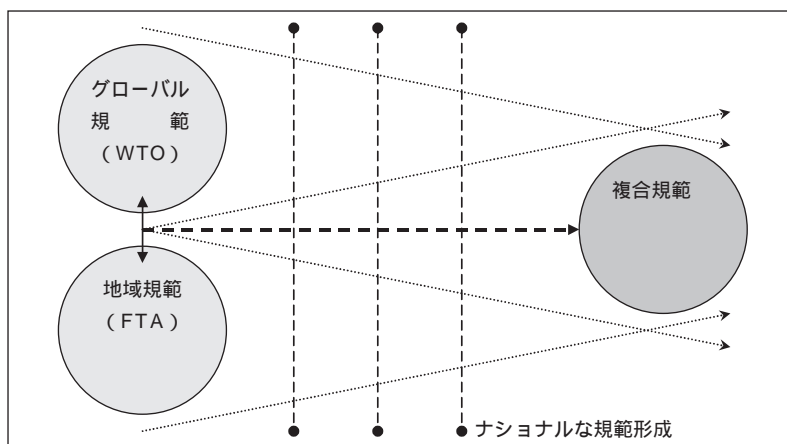 グローバル
規　　範
（WTO）
複合規範
地域規範
（FTA）
ナショナルな規範形成